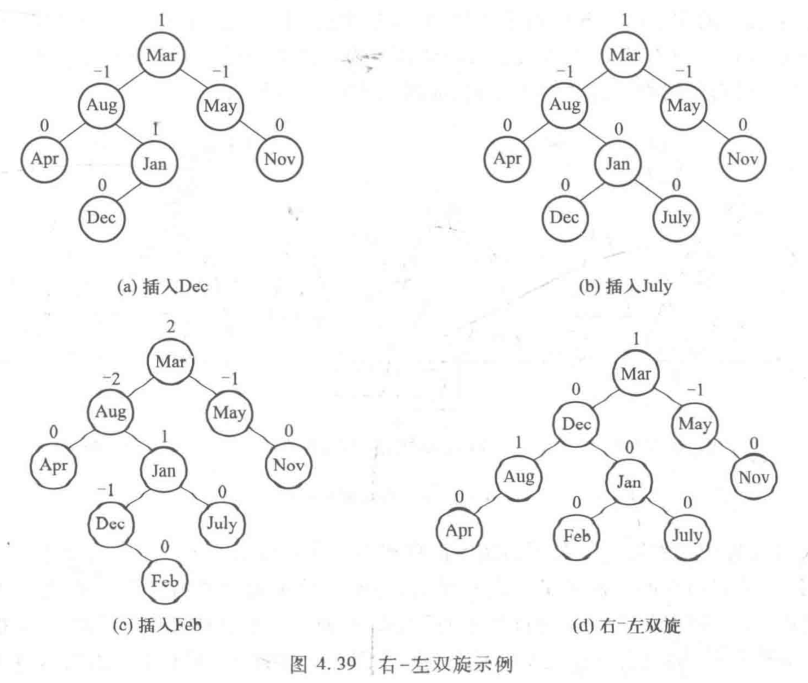 1 1
Mar Mar
-1 -1 -1 -1
Aug May Aug May
0 1 0 0 0 0
Apr Jan Nov Apr Jan Nov
0 0 0
Dec Dec July
(a) 插入Dec (b) 插入July
2 1
Mar Mar
-2 -1 0 -1
Aug May Dec May
0 1 0 1 0 0
Apr Jan Nov Aug Jan Nov
-1 0 0 0 0
Dec July Apr Feb July
0
Feb
(c) 插入Feb (d) 右-左双旋
图 4.39 右-左双旋示例